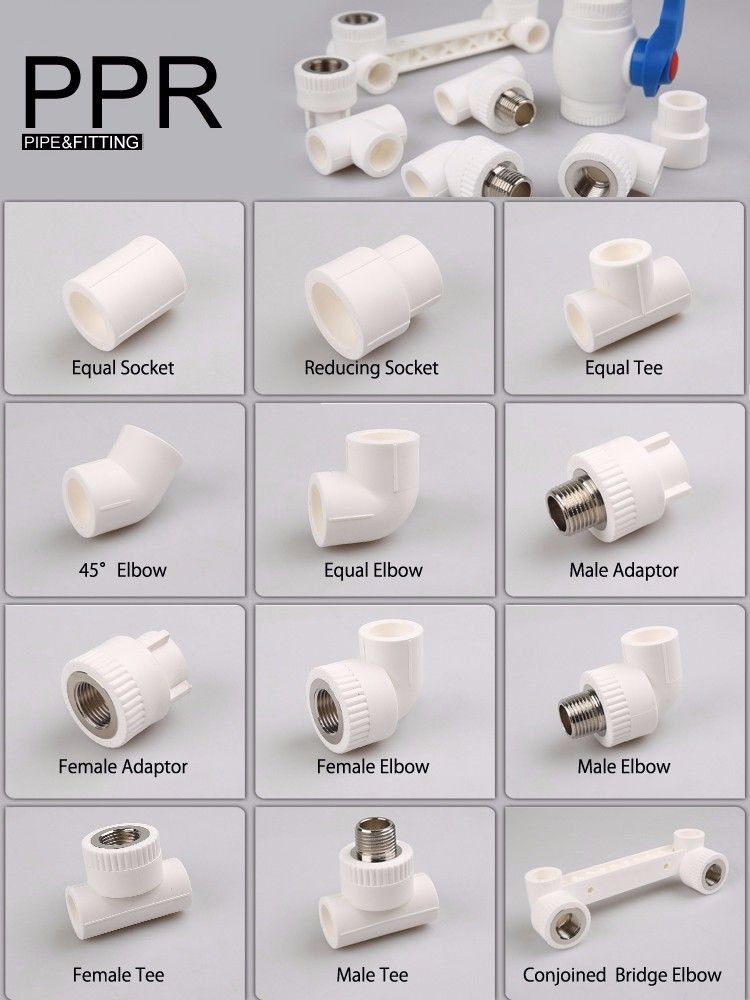 PPR
PIPE&FITTING
Equal Socket
Reducing Socket
Equal Tee
45° Elbow
Equal Elbow
Male Adaptor
Female Adaptor
Female Elbow
Male Elbow
Female Tee
Male Tee
Conjoined Bridge Elbow